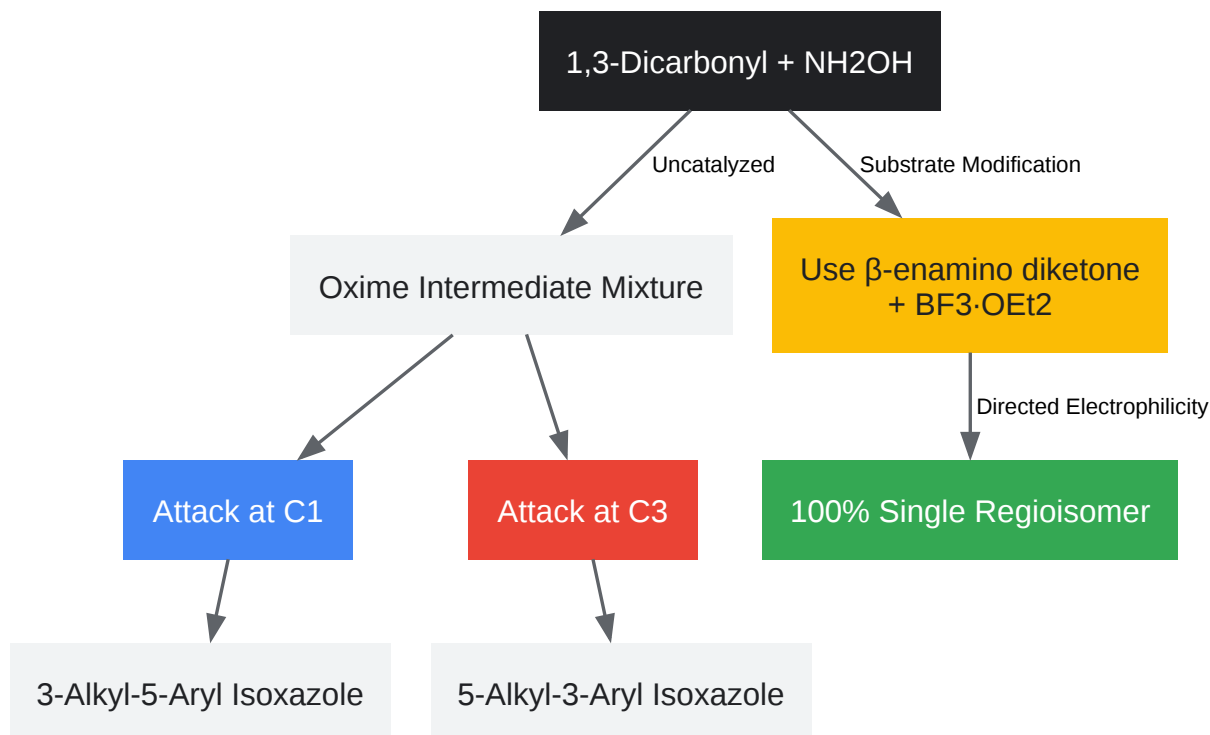 1,3-Dicarbonyl + NH2OH
Uncatalyzed
Substrate Modification
Use β-enamino diketone
+ BF3·OEt2
Oxime Intermediate Mixture
Directed Electrophilicity
Attack at C1
Attack at C3
100% Single Regioisomer
3-Alkyl-5-Aryl Isoxazole
5-Alkyl-3-Aryl Isoxazole